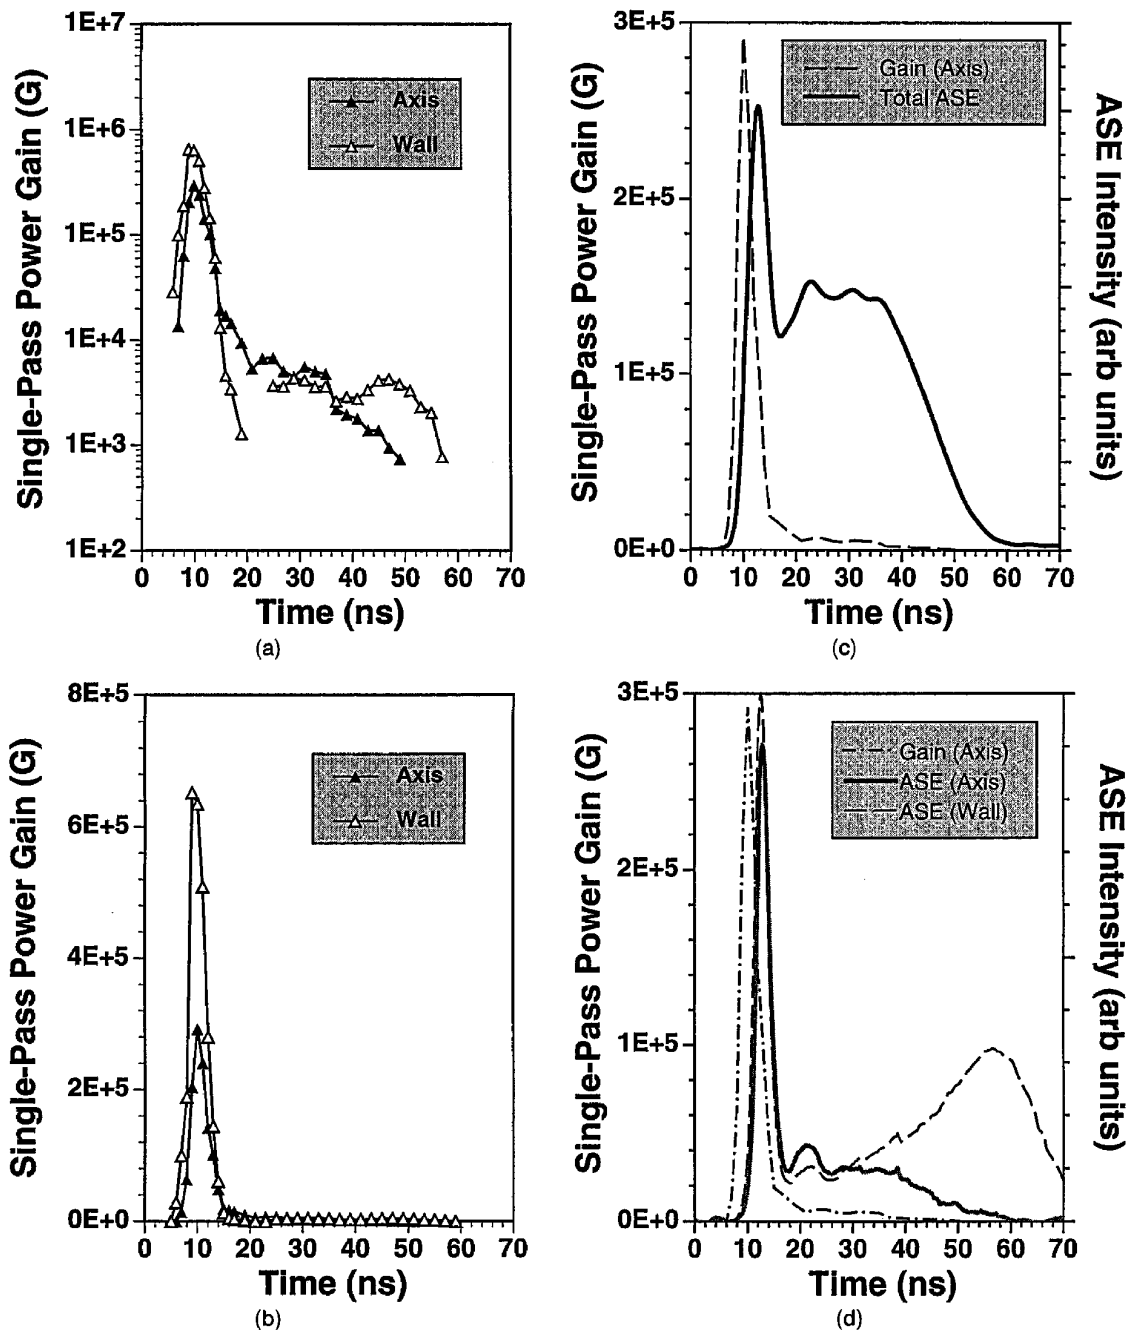 1E+7
1E+6
1E+5
1E+4
1E+3
1E+2
Single-Pass Power Gain (G)
Axis
Wall
0 10 20 30 40 50 60 70
Time (ns)
(a)
3E+5
2E+5
1E+5
0E+0
Single-Pass Power Gain (G)
Gain (Axis)
Total ASE
ASE Intensity (arb units)
0 10 20 30 40 50 60 70
Time (ns)
(c)
8E+5
6E+5
4E+5
2E+5
0E+0
Single-Pass Power Gain (G)
Axis
Wall
0 10 20 30 40 50 60 70
Time (ns)
(b)
3E+5
2E+5
1E+5
0E+0
Single-Pass Power Gain (G)
Gain (Axis)
ASE (Axis)
ASE (Wall)
ASE Intensity (arb units)
0 10 20 30 40 50 60 70
Time (ns)
(d)